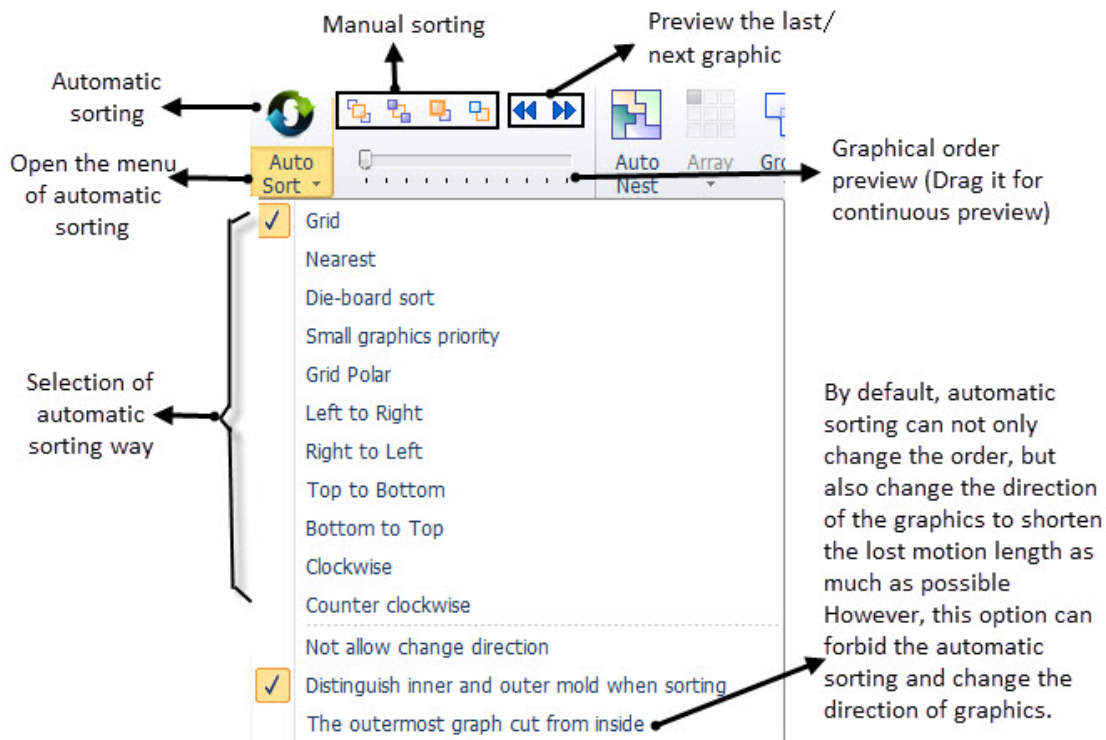 Manual sorting
Preview the last/
next graphic
Automatic
sorting
Open the menu
of automatic
sorting
Auto
Sort
Auto
Nest
Array
Gro
Graphical order
preview (Drag it for
continuous preview)
Grid
Nearest
Die-board sort
Small graphics priority
Grid Polar
Left to Right
Right to Left
Top to Bottom
Bottom to Top
Clockwise
Counter clockwise
Not allow change direction
Distinguish inner and outer mold when sorting
The outermost graph cut from inside
Selection of
automatic
sorting way
By default, automatic
sorting can not only
change the order, but
also change the direction
of the graphics to shorten
the lost motion length as
much as possible
However, this option can
forbid the automatic
sorting and change the
direction of graphics.